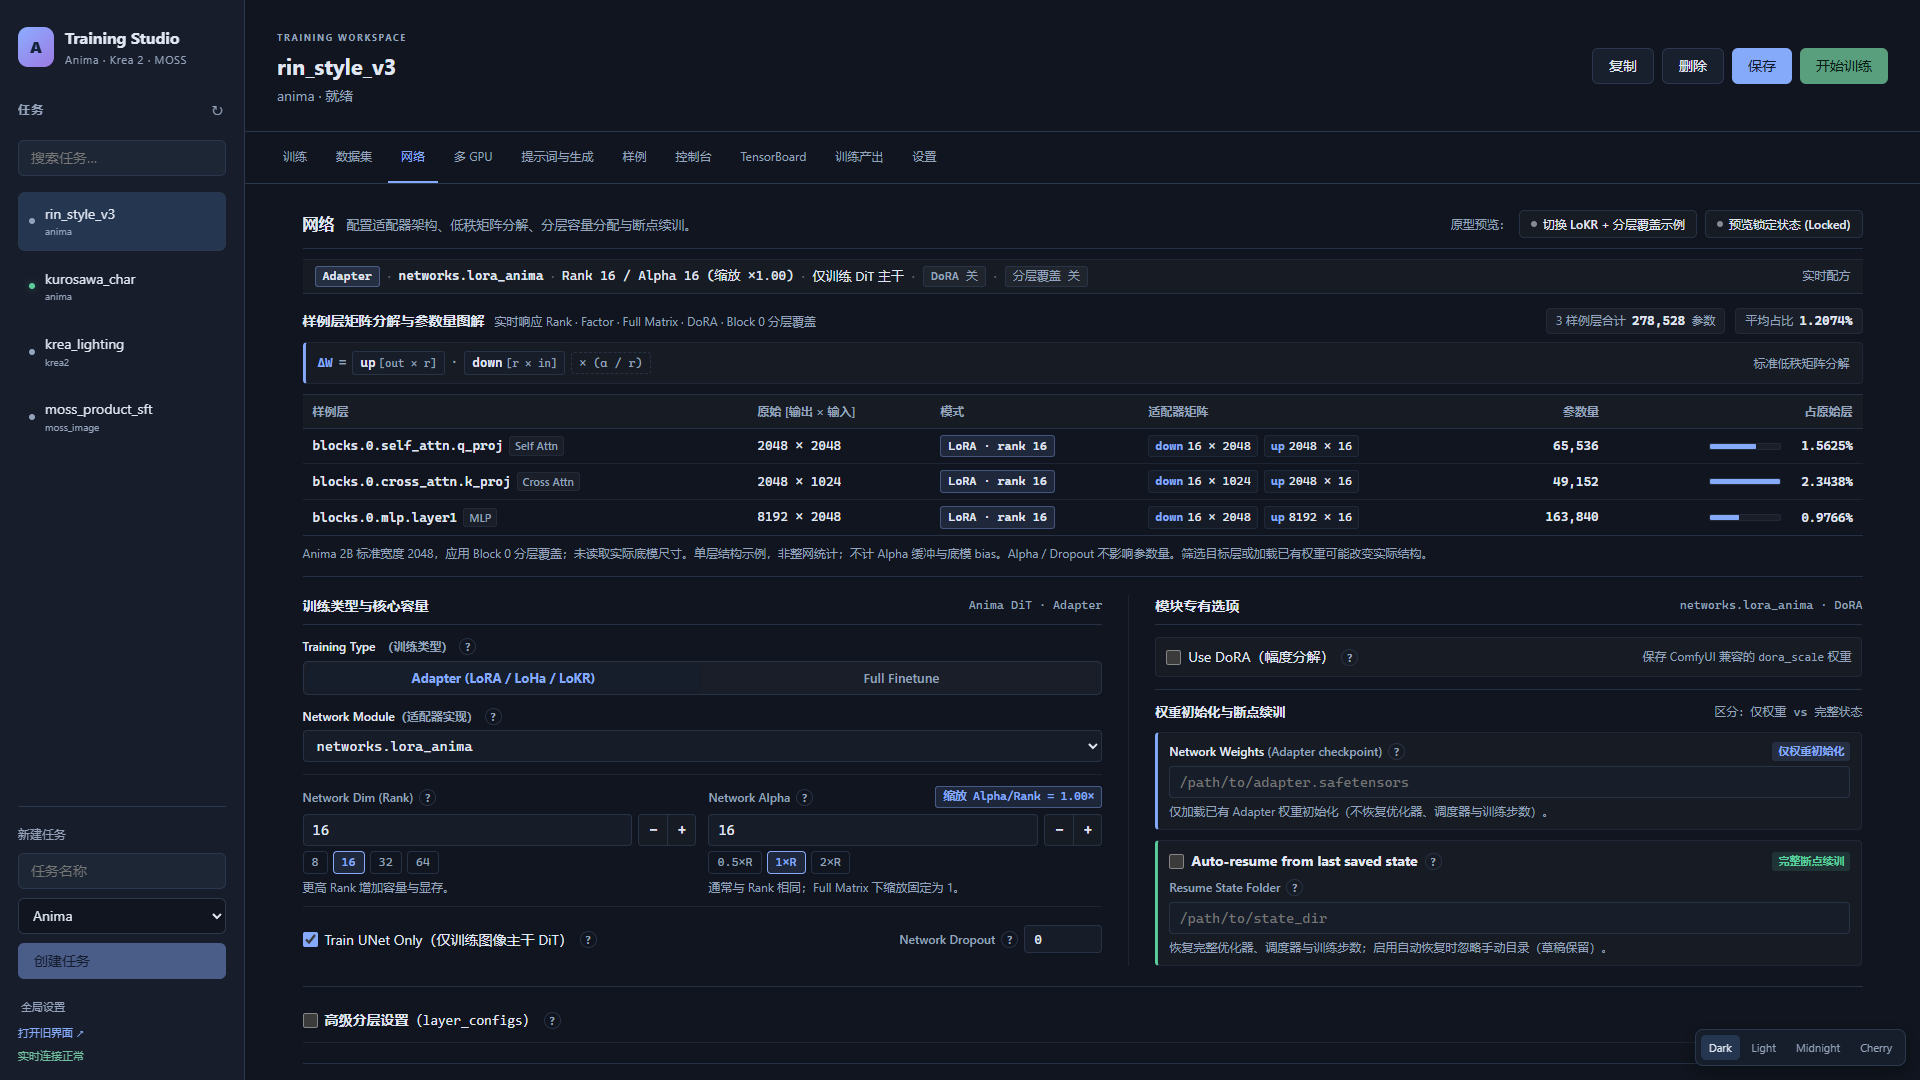 A
Training Studio
Anima · Krea 2 · MOSS
任务
↻
搜索任务...
rin_style_v3
anima
kurosawa_char
anima
krea_lighting
krea2
moss_product_sft
moss_image
新建任务
任务名称
Anima
创建任务
全局设置
打开旧界面 ↗
实时连接正常
TRAINING WORKSPACE
rin_style_v3
anima · 就绪
复制 删除 保存 开始训练
训练 数据集 网络 多 GPU 提示词与生成 样例 控制台 TensorBoard 训练产出 设置
网络 配置适配器架构、低秩矩阵分解、分层容量分配与断点续训。 原型预览： 切换 LoKR + 分层覆盖示例 预览锁定状态 (Locked)
Adapter · networks.lora_anima · Rank 16 / Alpha 16 (缩放 ×1.00) · 仅训练 DiT 主干 · DoRA 关 · 分层覆盖 关 实时配方
样例层矩阵分解与参数量图解 实时响应 Rank · Factor · Full Matrix · DoRA · Block 0 分层覆盖 3 样例层合计 278,528 参数 平均占比 1.2074%
ΔW = up [out × r] · down [r × in] × (α / r) 标准低秩矩阵分解
样例层 原始 [输出 × 输入] 模式 适配器矩阵 参数量 占原始层
blocks.0.self_attn.q_proj Self Attn 2048 × 2048 LoRA · rank 16 down 16 × 2048 up 2048 × 16 65,536 1.5625%
blocks.0.cross_attn.k_proj Cross Attn 2048 × 1024 LoRA · rank 16 down 16 × 1024 up 2048 × 16 49,152 2.3438%
blocks.0.mlp.layer1 MLP 8192 × 2048 LoRA · rank 16 down 16 × 2048 up 8192 × 16 163,840 0.9766%
Anima 2B 标准宽度 2048，应用 Block 0 分层覆盖；未读取实际底模尺寸。单层结构示例，非整网统计；不计 Alpha 缓冲与底模 bias。Alpha / Dropout 不影响参数量。筛选目标层或加载已有权重可能改变实际结构。
训练类型与核心容量 Anima DiT · Adapter
Training Type (训练类型) ?
Adapter (LoRA / LoHa / LoKR) Full Finetune
Network Module (适配器实现) ?
networks.lora_anima
Network Dim (Rank) ?
16 − +
8 16 32 64
更高 Rank 增加容量与显存。
Network Alpha ? 缩放 Alpha/Rank = 1.00×
16 − +
0.5×R 1×R 2×R
通常与 Rank 相同；Full Matrix 下缩放固定为 1。
Train UNet Only（仅训练图像主干 DiT） ? Network Dropout ? 0
模块专有选项 networks.lora_anima · DoRA
Use DoRA（幅度分解） ? 保存 ComfyUI 兼容的 dora_scale 权重
权重初始化与断点续训 区分：仅权重 vs 完整状态
Network Weights (Adapter checkpoint) ? 仅权重初始化
/path/to/adapter.safetensors
仅加载已有 Adapter 权重初始化（不恢复优化器、调度器与训练步数）。
Auto-resume from last saved state ? 完整断点续训
Resume State Folder ?
/path/to/state_dir
恢复完整优化器、调度器与训练步数；启用自动恢复时忽略手动目录（草稿保留）。
高级分层设置 (layer_configs) ?
Dark Light Midnight Cherry